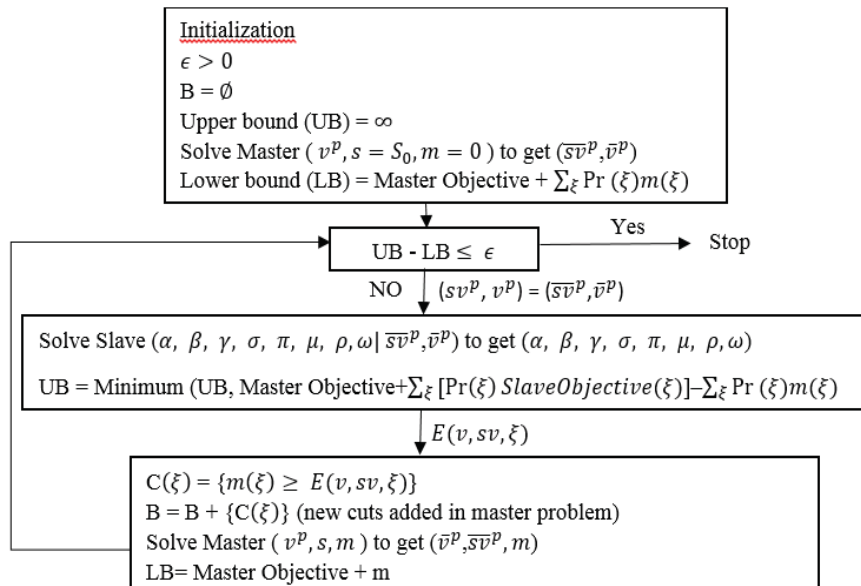 Initialization
ϵ > 0
B = ∅
Upper bound (UB) = ∞
Solve Master ( v^p, s = S_0, m = 0 ) to get (s̅v̅^p, v̄^p)
Lower bound (LB) = Master Objective + ∑_ξ Pr (ξ)m(ξ)
UB - LB ≤ ϵ
Yes
Stop
NO (sv^p, v^p) = (s̅v̅^p, v̄^p)
Solve Slave (α, β, γ, σ, π, μ, ρ, ω| s̅v̅^p, v̄^p) to get (α, β, γ, σ, π, μ, ρ, ω)
UB = Minimum (UB, Master Objective+∑_ξ [Pr(ξ) SlaveObjective(ξ)]–∑_ξ Pr (ξ)m(ξ)
E(v, sv, ξ)
C(ξ) = {m(ξ) ≥ E(v, sv, ξ)}
B = B + {C(ξ)} (new cuts added in master problem)
Solve Master ( v^p, s, m ) to get (v̄^p, s̅v̅^p, m)
LB= Master Objective + m